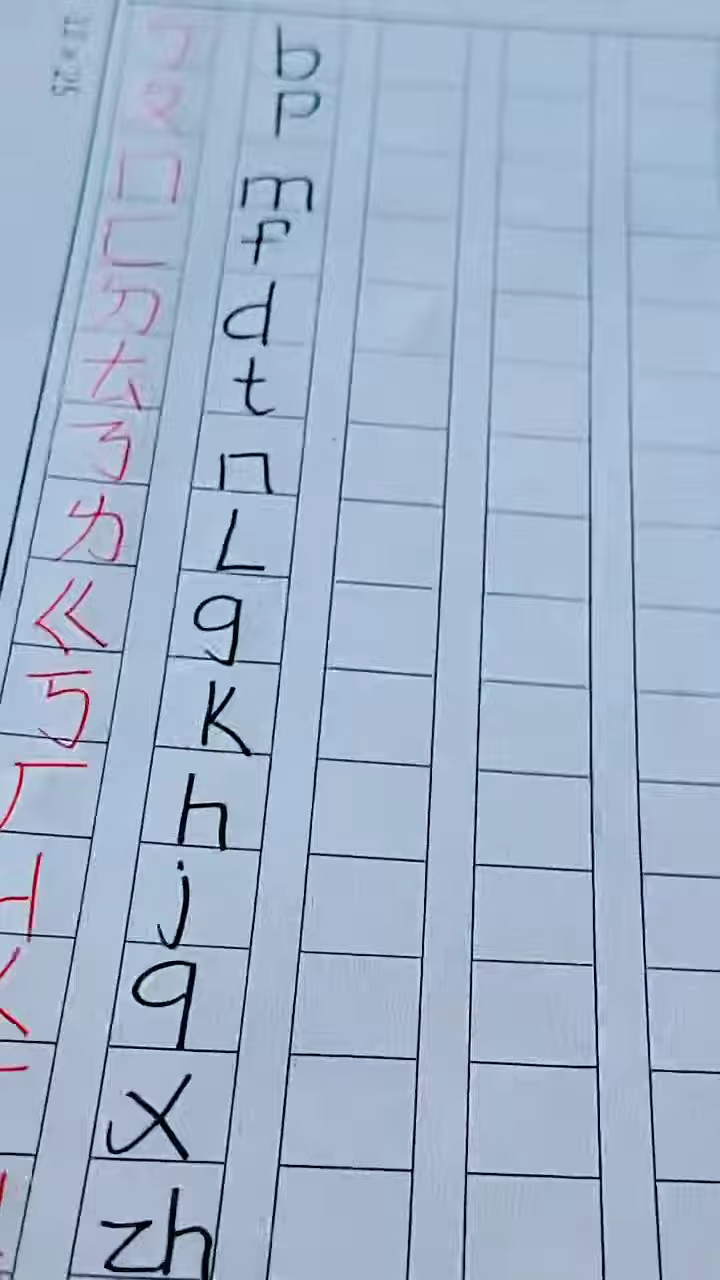 ㄅ b
ㄆ p
ㄇ m
ㄈ f
ㄉ d
ㄊ t
ㄋ n
ㄌ L
ㄍ g
ㄎ K
ㄏ h
ㄐ j
ㄑ q
ㄒ x
ㄓ zh